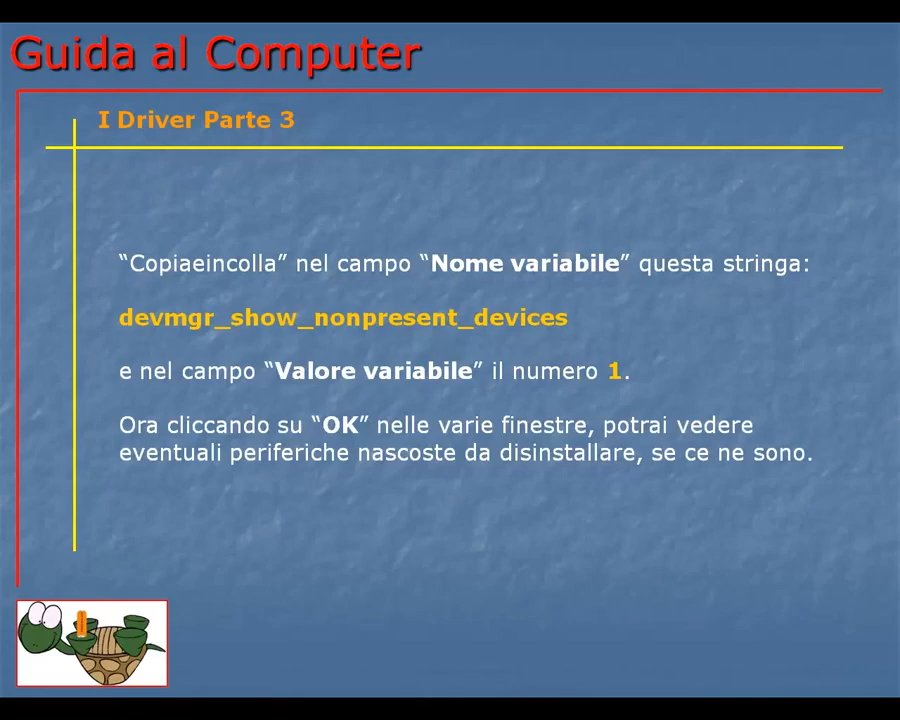 Guida al Computer
I Driver Parte 3
“Copiaeincolla” nel campo “Nome variabile” questa stringa:
devmgr_show_nonpresent_devices
e nel campo “Valore variabile” il numero 1.
Ora cliccando su “OK” nelle varie finestre, potrai vedere
eventuali periferiche nascoste da disinstallare, se ce ne sono.